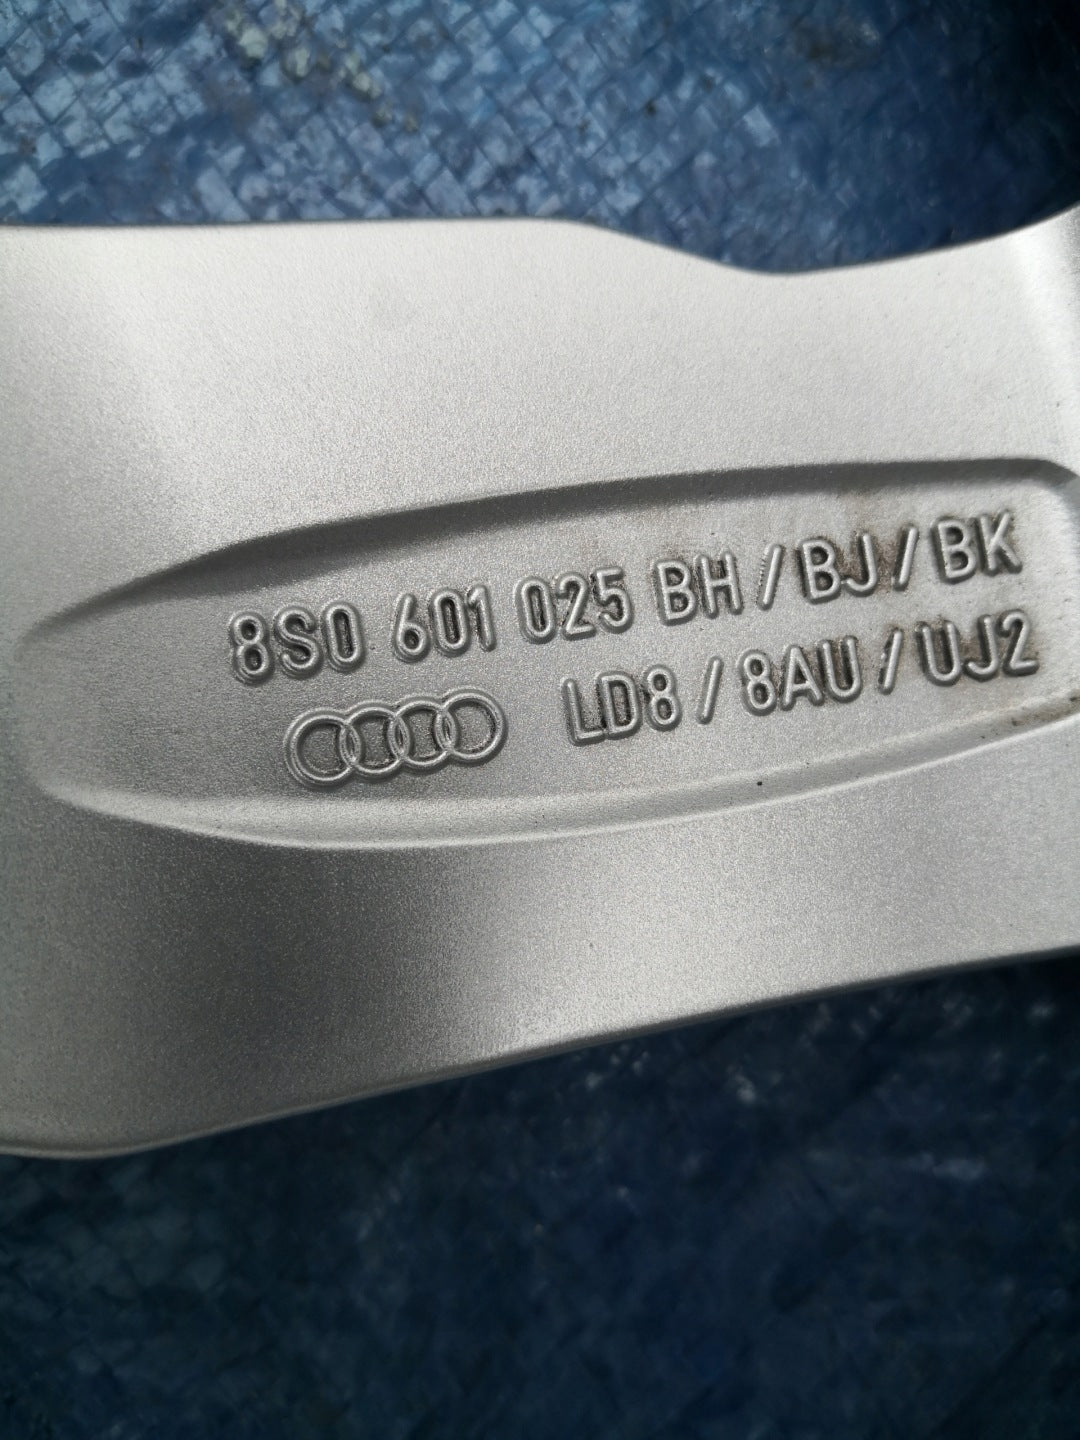 8S0 601 025 BH / BJ / BK
LD8 / 8AU / UJ2